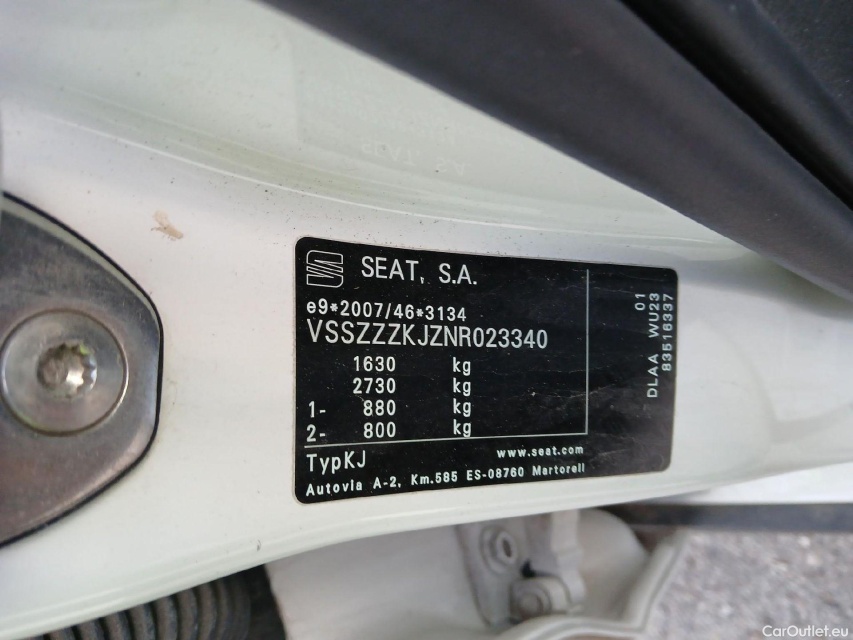 SEAT, S.A.
e9*2007/46*3134
VSSZZZKJZNR023340
1630 kg
2730 kg
1- 880 kg
2- 800 kg
TypKJ
www.seat.com
Autovia A-2, Km.585 ES-08760 Martorell
01
DLAA WU23
83516337
CarOutlet.eu